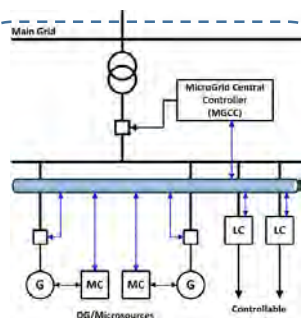 Main Grid
MicroGrid Central
Controller
(MGCC)
LC LC
G MC MC G
Controllable
DG/Microsources